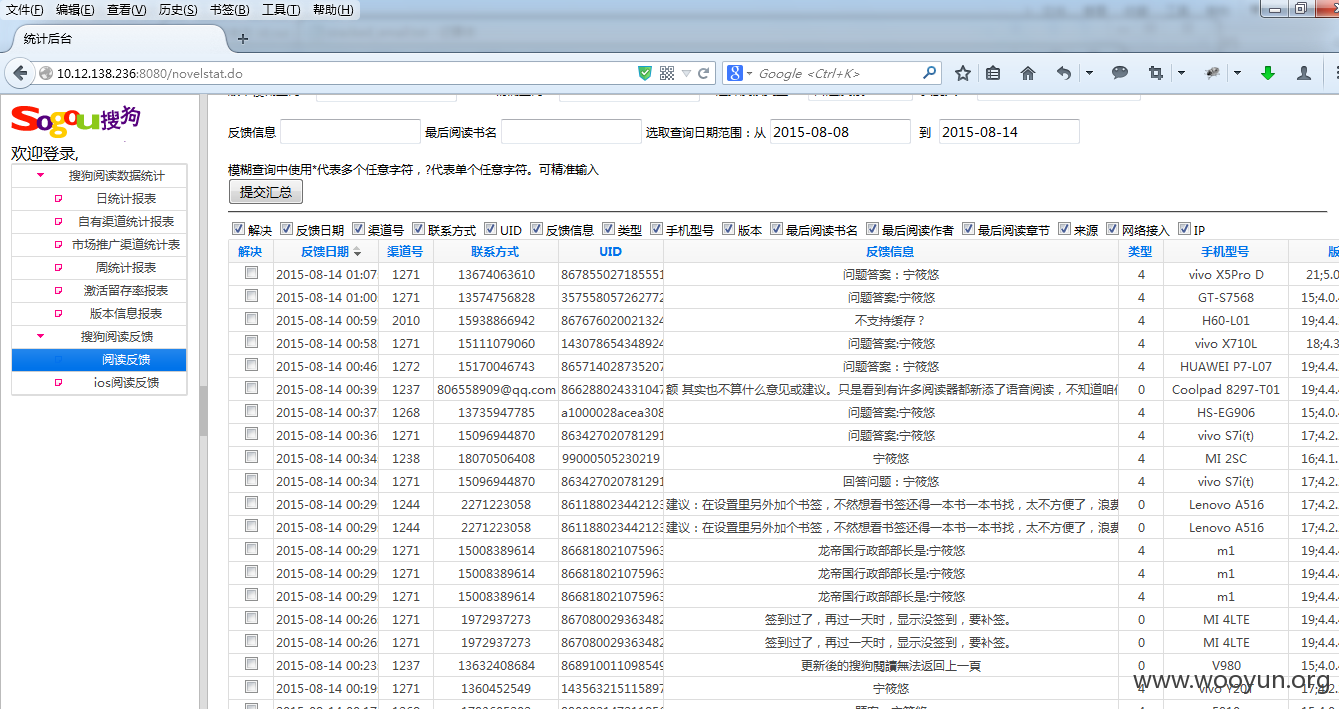 文件(F) 编辑(E) 查看(V) 历史(S) 书签(B) 工具(T) 帮助(H)
统计后台
10.12.138.236:8080/novelstat.do
Google <Ctrl+K>
Sogou搜狗
欢迎登录,
搜狗阅读数据统计
日统计报表
自有渠道统计报表
市场推广渠道统计表
周统计报表
激活留存率报表
版本信息报表
搜狗阅读反馈
阅读反馈
ios阅读反馈
反馈信息 最后阅读书名 选取查询日期范围：从 2015-08-08 到 2015-08-14
模糊查询中使用*代表多个任意字符，?代表单个任意字符。可精准输入
提交汇总
解决 反馈日期 渠道号 联系方式 UID 反馈信息 类型 手机型号 版本 最后阅读书名 最后阅读作者 最后阅读章节 来源 网络接入 IP
解决 反馈日期 渠道号 联系方式 UID 反馈信息 类型 手机型号
2015-08-14 01:07 1271 13674063610 867855027185551 问题答案：宁筱悠 4 vivo X5Pro D 21;5.0
2015-08-14 01:00 1271 13574756828 357558057262772 问题答案:宁筱悠 4 GT-S7568 15;4.0.
2015-08-14 00:59 2010 15938866942 867676020021324 不支持缓存？ 4 H60-L01 19;4.4.
2015-08-14 00:58 1271 15111079060 143078654348924 问题答案:宁筱悠 4 vivo X710L 18;4.3
2015-08-14 00:46 1272 15170046743 865714028735207 问题答案：宁筱悠 4 HUAWEI P7-L07 19;4.4.
2015-08-14 00:39 1237 806558909@qq.com 866288024331047 额 其实也不算什么意见或建议。只是看到有许多阅读器都新添了语音阅读，不知道咱们 0 Coolpad 8297-T01 19;4.4.
2015-08-14 00:37 1268 13735947785 a1000028acea308 问题答案:宁筱悠 4 HS-EG906 15;4.0.
2015-08-14 00:36 1271 15096944870 863427020781291 问题答案:宁筱悠 4 vivo S7i(t) 17;4.2.
2015-08-14 00:34 1238 18070506408 99000505230219 宁筱悠 4 MI 2SC 16;4.1.
2015-08-14 00:34 1271 15096944870 863427020781291 回答问题：宁筱悠 4 vivo S7i(t) 17;4.2.
2015-08-14 00:29 1244 2271223058 861188023442123 建议：在设置里另外加个书签，不然想看书签还得一本书一本书找，太不方便了，浪费 0 Lenovo A516 17;4.2.
2015-08-14 00:29 1244 2271223058 861188023442123 建议：在设置里另外加个书签，不然想看书签还得一本书一本书找，太不方便了，浪费 0 Lenovo A516 17;4.2.
2015-08-14 00:29 1271 15008389614 866818021075963 龙帝国行政部部长是:宁筱悠 4 m1 19;4.4.
2015-08-14 00:29 1271 15008389614 866818021075963 龙帝国行政部部长是:宁筱悠 4 m1 19;4.4.
2015-08-14 00:29 1271 15008389614 866818021075963 龙帝国行政部部长是:宁筱悠 4 m1 19;4.4.
2015-08-14 00:26 1271 1972937273 867080029363482 签到过了，再过一天时，显示没签到，要补签。 0 MI 4LTE 19;4.4.
2015-08-14 00:26 1271 1972937273 867080029363482 签到过了，再过一天时，显示没签到，要补签。 0 MI 4LTE 19;4.4.
2015-08-14 00:23 1237 13632408684 868910011098549 更新後的搜狗閱讀無法返回上一頁 0 V980 15;4.0.
2015-08-14 00:19 1271 1360452549 143563215115897 宁筱悠 4 vivo Y20T 17;4.2.
www.wooyun.org